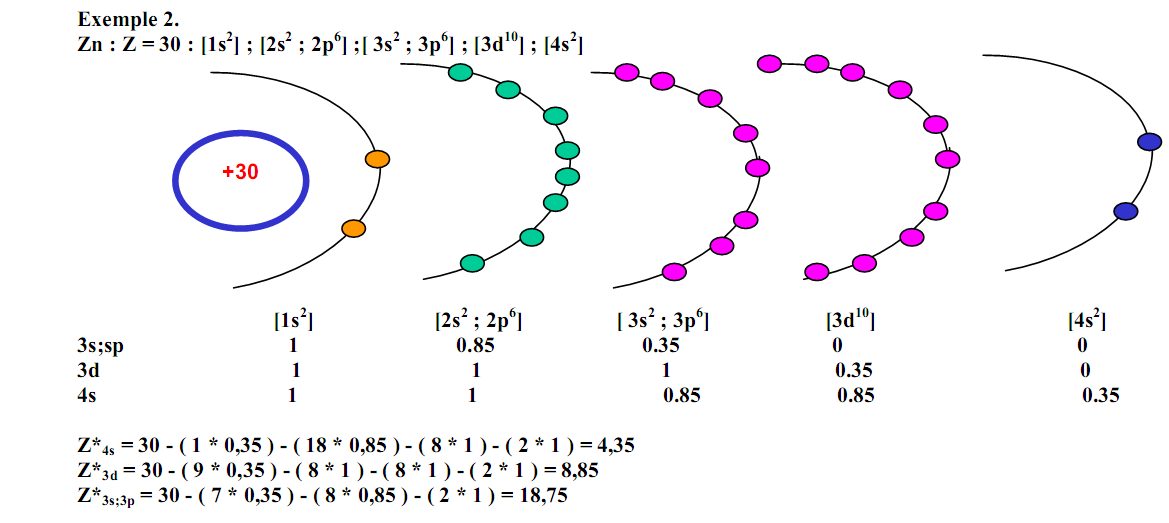 Exemple 2.
Zn : Z = 30 : [1s²] ; [2s² ; 2p⁶] ;[ 3s² ; 3p⁶] ; [3d¹⁰] ; [4s²]
+30
[1s²] [2s² ; 2p⁶] [ 3s² ; 3p⁶] [3d¹⁰] [4s²]
3s;sp 1 0.85 0.35 0 0
3d 1 1 1 0.35 0
4s 1 1 0.85 0.85 0.35
Z*₄ₛ = 30 - ( 1 * 0,35 ) - ( 18 * 0,85 ) - ( 8 * 1 ) - ( 2 * 1 ) = 4,35
Z*₃d = 30 - ( 9 * 0,35 ) - ( 8 * 1 ) - ( 8 * 1 ) - ( 2 * 1 ) = 8,85
Z*₃ₛ;₃ₚ = 30 - ( 7 * 0,35 ) - ( 8 * 0,85 ) - ( 2 * 1 ) = 18,75